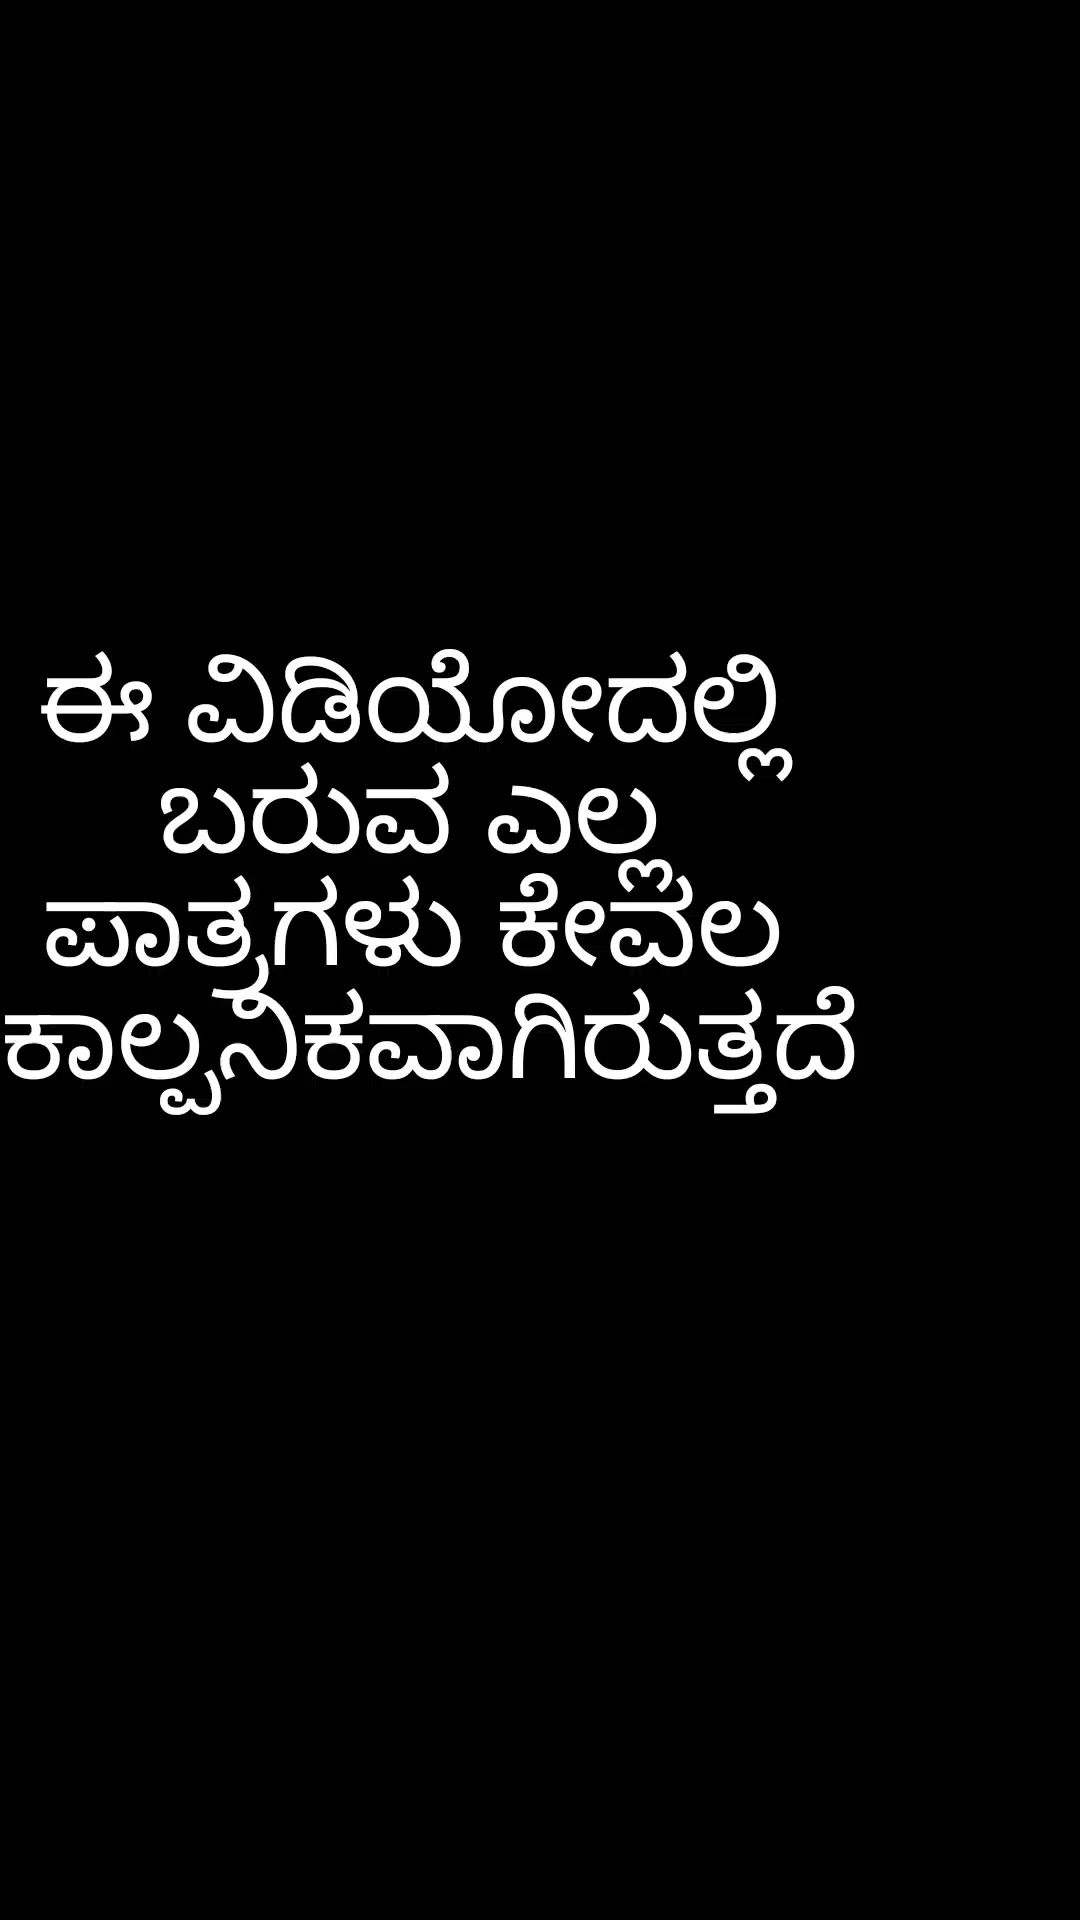 ಈ ವಿಡಿಯೋದಲ್ಲಿ
ಬರುವ ಎಲ್ಲ
ಪಾತ್ರಗಳು ಕೇವಲ
ಕಾಲ್ಪನಿಕವಾಗಿರುತ್ತದೆ